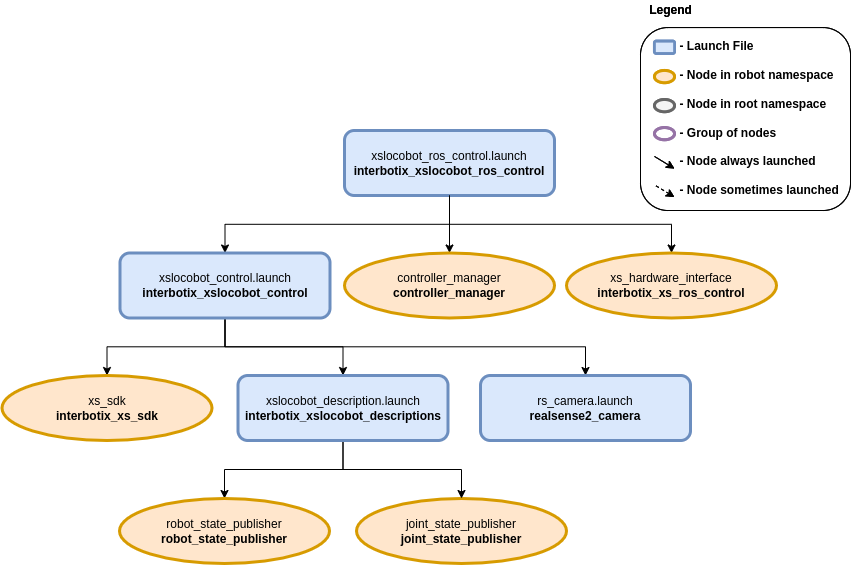 Legend
- Launch File
- Node in robot namespace
- Node in root namespace
- Group of nodes
- Node always launched
- Node sometimes launched
xslocobot_ros_control.launch
interbotix_xslocobot_ros_control
xslocobot_control.launch
interbotix_xslocobot_control
controller_manager
controller_manager
xs_hardware_interface
interbotix_xs_ros_control
xs_sdk
interbotix_xs_sdk
xslocobot_description.launch
interbotix_xslocobot_descriptions
rs_camera.launch
realsense2_camera
robot_state_publisher
robot_state_publisher
joint_state_publisher
joint_state_publisher